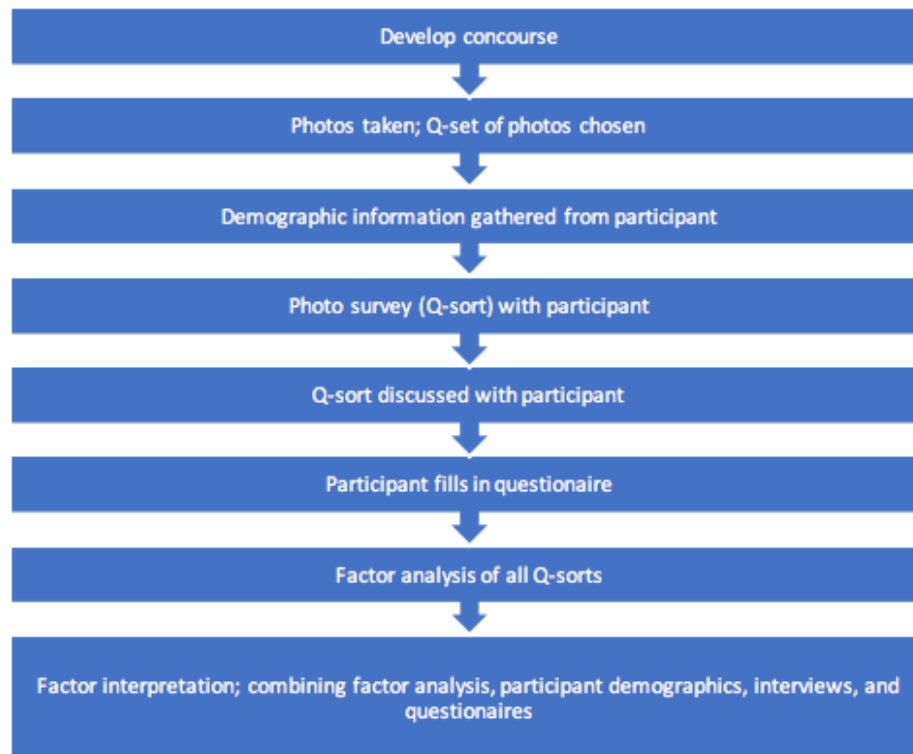 Develop concourse
Photos taken; Q-set of photos chosen
Demographic information gathered from participant
Photo survey (Q-sort) with participant
Q-sort discussed with participant
Participant fills in questionaire
Factor analysis of all Q-sorts
Factor interpretation; combining factor analysis, participant demographics, interviews, and
questionaires